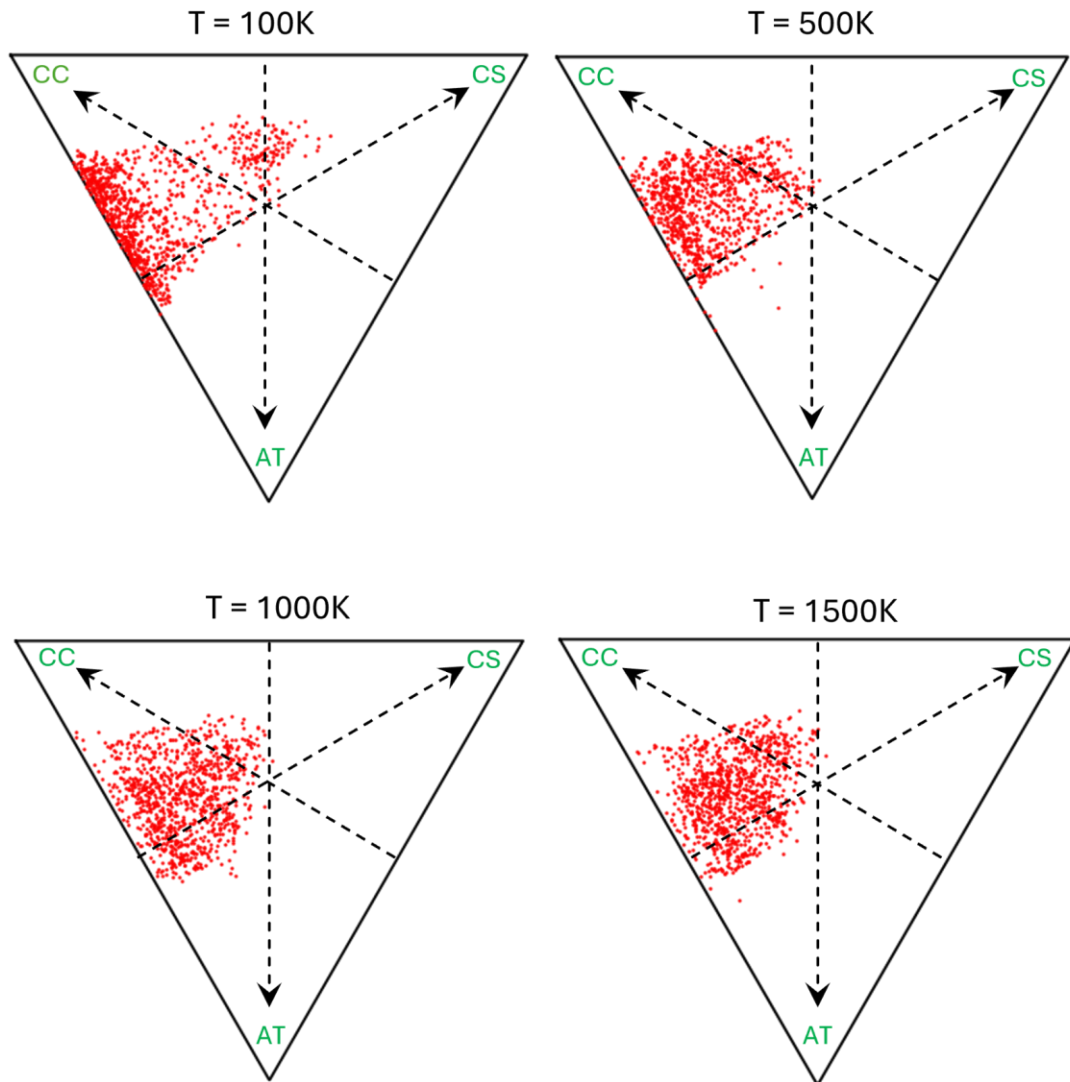 T = 100K
T = 500K
CC
CS
CC
CS
AT
AT
T = 1000K
T = 1500K
CC
CS
CC
CS
AT
AT